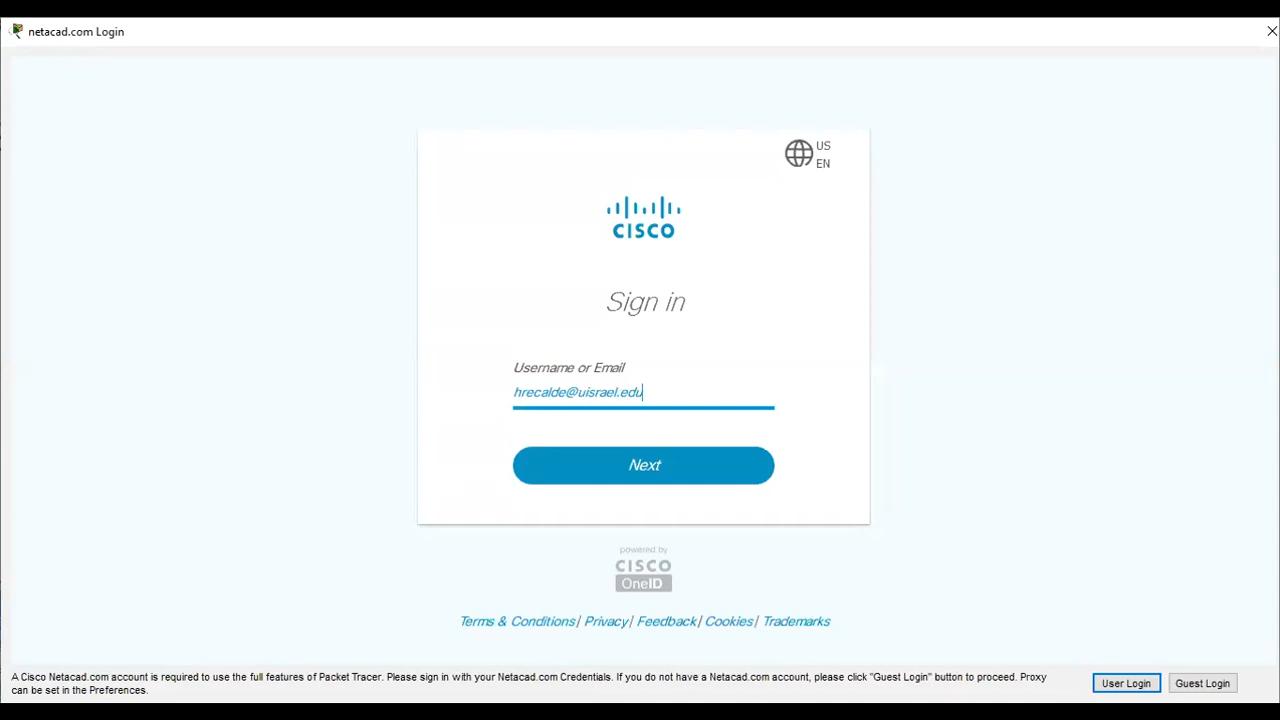 netacad.com Login
US
EN
CISCO
Sign in
Username or Email
hrecalde@uisrael.edu
Next
powered by
CISCO
OneID
Terms & Conditions | Privacy | Feedback | Cookies | Trademarks
A Cisco Netacad.com account is required to use the full features of Packet Tracer. Please sign in with your Netacad.com Credentials. If you do not have a Netacad.com account, please click "Guest Login" button to proceed. Proxy
can be set in the Preferences.
User Login
Guest Login